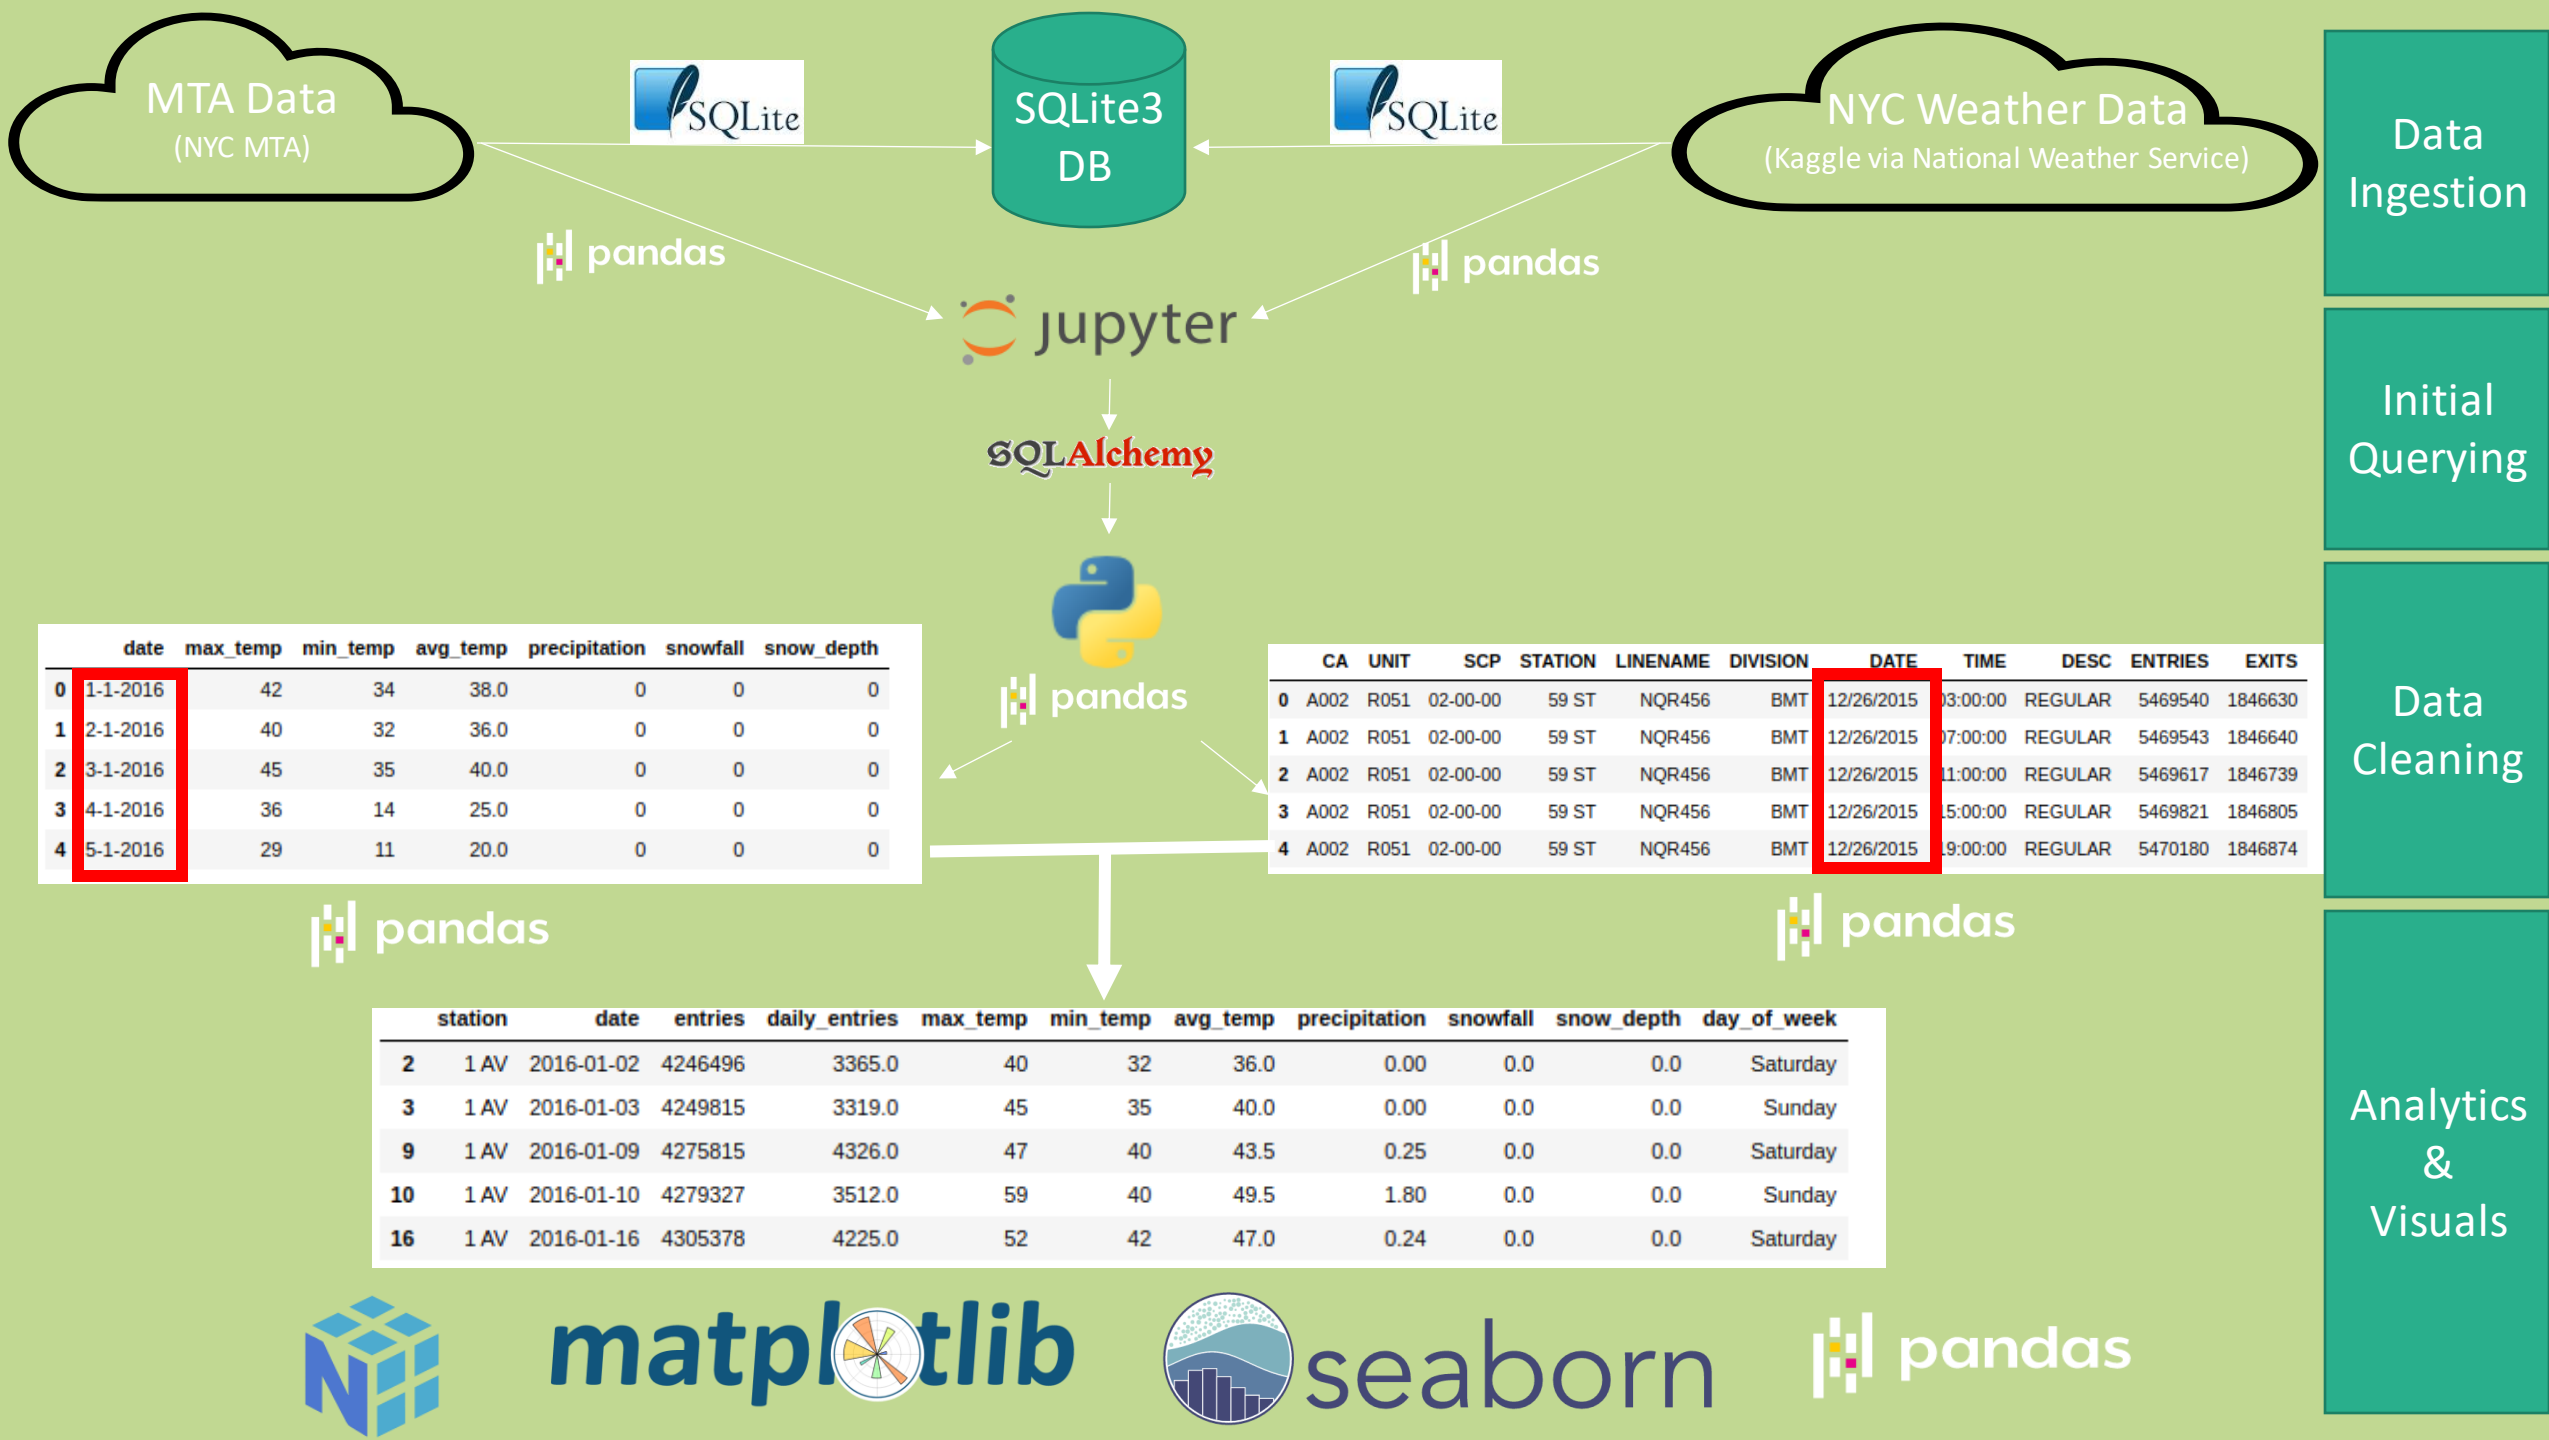 MTA Data
(NYC MTA)
SQLite
SQLite3
DB
SQLite
NYC Weather Data
(Kaggle via National Weather Service)
Data
Ingestion
pandas
pandas
jupyter
Initial
Querying
SQLAlchemy
pandas
date max_temp min_temp avg_temp precipitation snowfall snow_depth
0 1-1-2016 42 34 38.0 0 0 0
1 2-1-2016 40 32 36.0 0 0 0
2 3-1-2016 45 35 40.0 0 0 0
3 4-1-2016 36 14 25.0 0 0 0
4 5-1-2016 29 11 20.0 0 0 0
CA UNIT SCP STATION LINENAME DIVISION DATE TIME DESC ENTRIES EXITS
0 A002 R051 02-00-00 59 ST NQR456 BMT 12/26/2015 03:00:00 REGULAR 5469540 1846630
1 A002 R051 02-00-00 59 ST NQR456 BMT 12/26/2015 07:00:00 REGULAR 5469543 1846640
2 A002 R051 02-00-00 59 ST NQR456 BMT 12/26/2015 11:00:00 REGULAR 5469617 1846739
3 A002 R051 02-00-00 59 ST NQR456 BMT 12/26/2015 15:00:00 REGULAR 5469821 1846805
4 A002 R051 02-00-00 59 ST NQR456 BMT 12/26/2015 19:00:00 REGULAR 5470180 1846874
Data
Cleaning
pandas
pandas
station date entries daily_entries max_temp min_temp avg_temp precipitation snowfall snow_depth day_of_week
2 1 AV 2016-01-02 4246496 3365.0 40 32 36.0 0.00 0.0 0.0 Saturday
3 1 AV 2016-01-03 4249815 3319.0 45 35 40.0 0.00 0.0 0.0 Sunday
9 1 AV 2016-01-09 4275815 4326.0 47 40 43.5 0.25 0.0 0.0 Saturday
10 1 AV 2016-01-10 4279327 3512.0 59 40 49.5 1.80 0.0 0.0 Sunday
16 1 AV 2016-01-16 4305378 4225.0 52 42 47.0 0.24 0.0 0.0 Saturday
Analytics
&
Visuals
N
matplotlib
seaborn
pandas